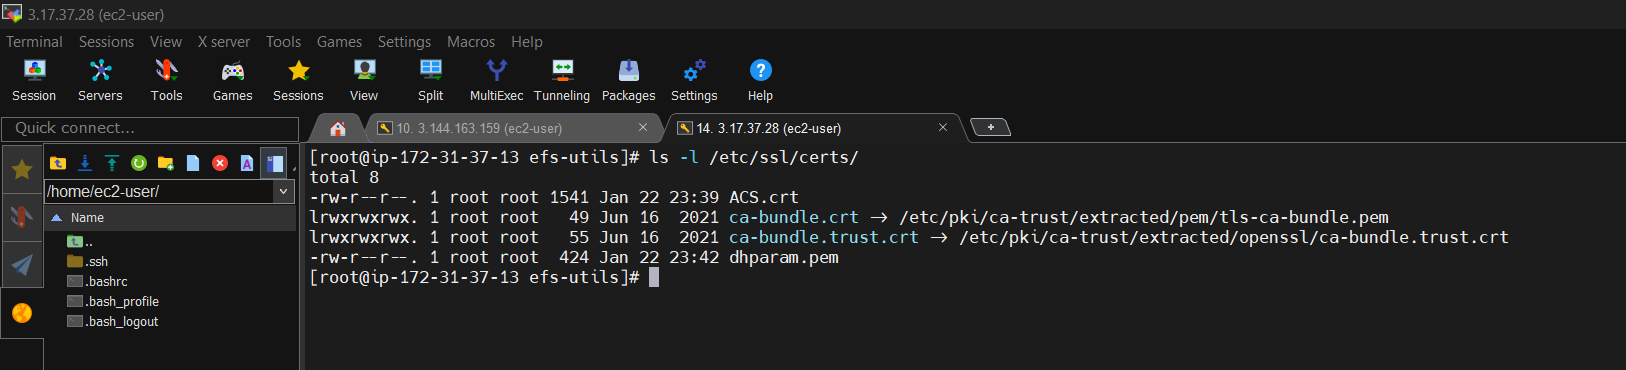 3.17.37.28 (ec2-user)
Terminal Sessions View X server Tools Games Settings Macros Help
Session Servers Tools Games Sessions View Split MultiExec Tunneling Packages Settings Help
Quick connect...
10. 3.144.163.159 (ec2-user)
14. 3.17.37.28 (ec2-user)
/home/ec2-user/
Name
..
.ssh
.bashrc
.bash_profile
.bash_logout
[root@ip-172-31-37-13 efs-utils]# ls -l /etc/ssl/certs/
total 8
-rw-r--r--. 1 root root 1541 Jan 22 23:39 ACS.crt
lrwxrwxrwx. 1 root root   49 Jun 16  2021 ca-bundle.crt -> /etc/pki/ca-trust/extracted/pem/tls-ca-bundle.pem
lrwxrwxrwx. 1 root root   55 Jun 16  2021 ca-bundle.trust.crt -> /etc/pki/ca-trust/extracted/openssl/ca-bundle.trust.crt
-rw-r--r--. 1 root root  424 Jan 22 23:42 dhparam.pem
[root@ip-172-31-37-13 efs-utils]#